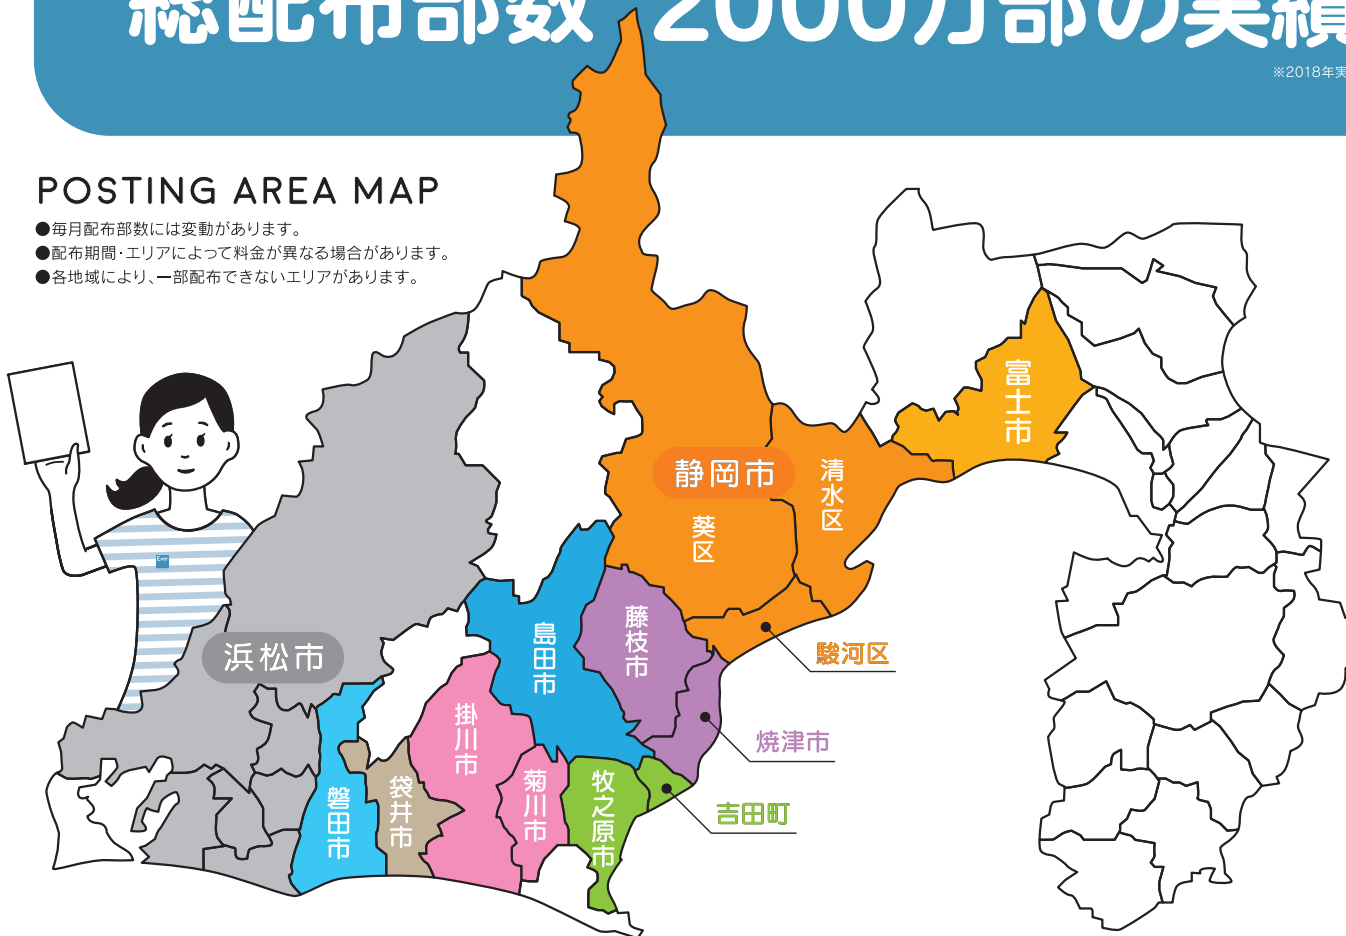 総配布部数 2000万部の実績
※2018年実
POSTING AREA MAP
●毎月配布部数には変動があります。
●配布期間・エリアによって料金が異なる場合があります。
●各地域により、一部配布できないエリアがあります。
Ever
富士市
静岡市
清水区
葵区
藤枝市
島田市
駿河区
浜松市
掛川市
焼津市
菊川市
牧之原市
袋井市
磐田市
吉田町